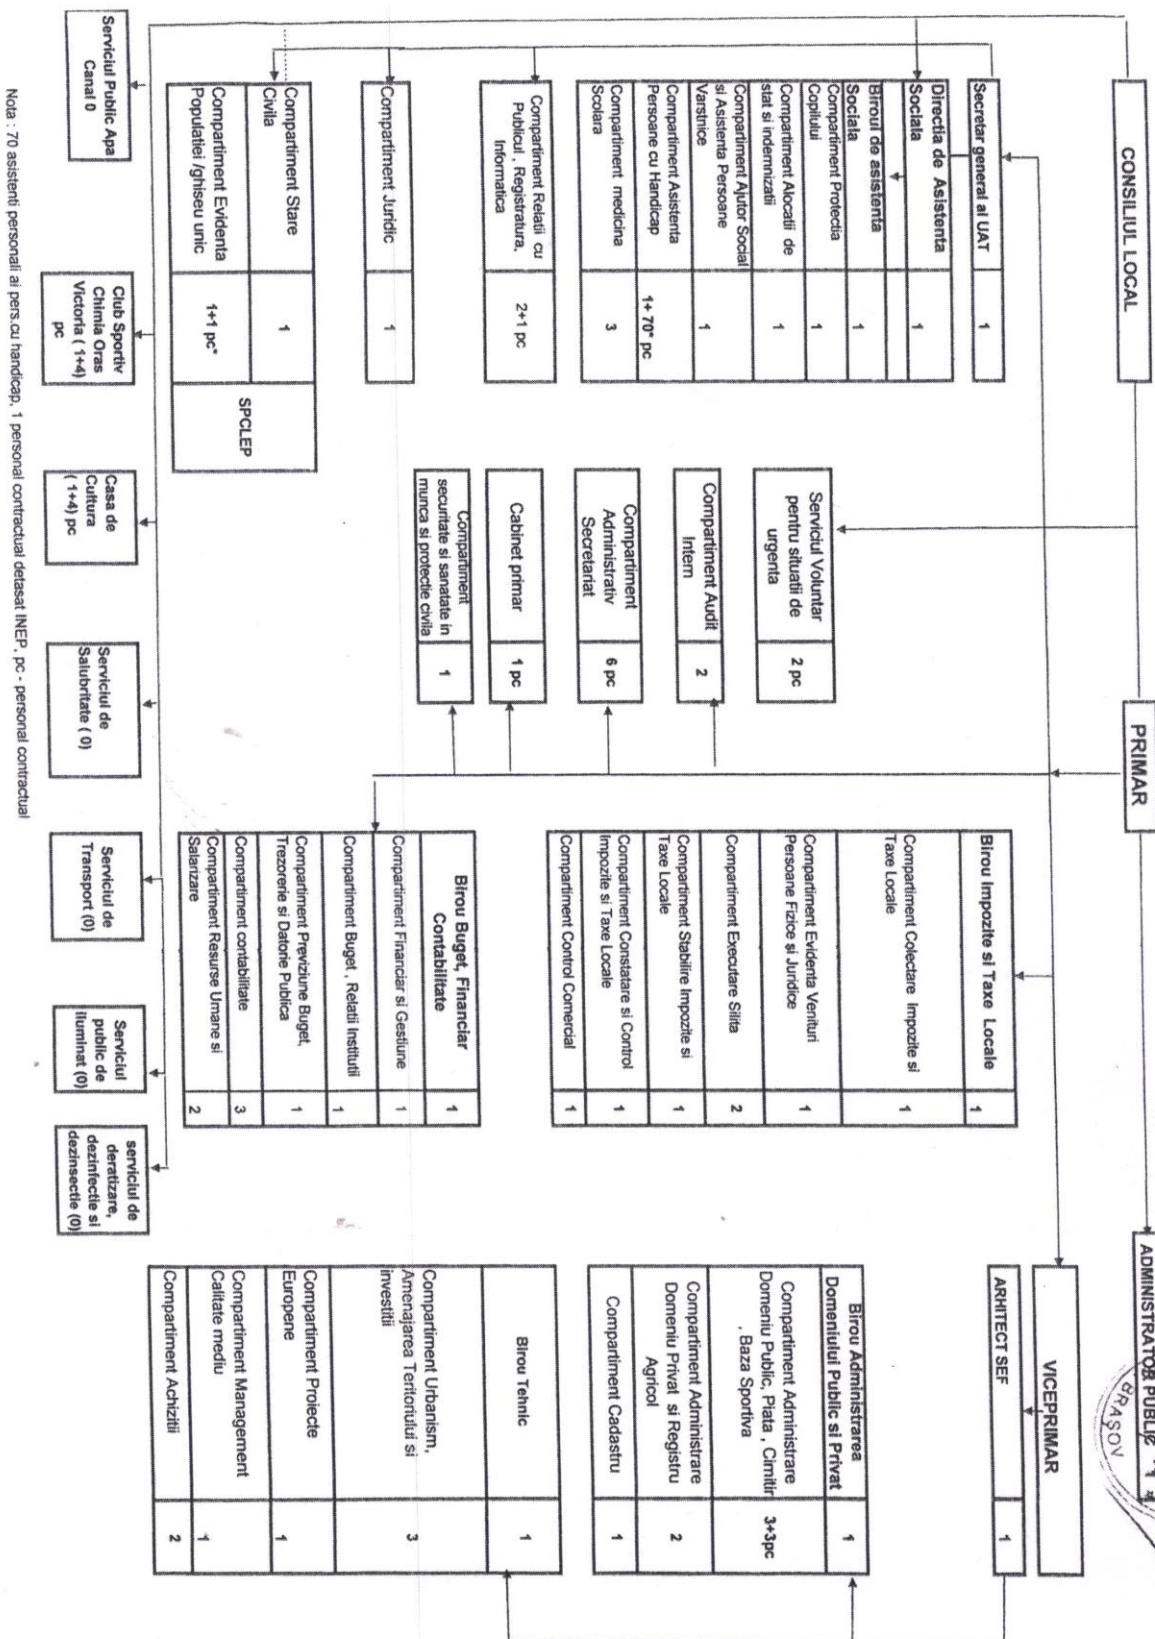 CONSILIUL LOCAL
PRIMAR
ADMINISTRATOR PUBLIC
BRAȘOV
VICEPRIMAR
Secretar general al UAT
1
Directia de Asistenta
Sociala
1
Biroul de asistenta
Sociala
1
Compartiment Protectia
Copilului
1
Compartiment Alocatii de
stat si indemnizatii
1
Compartiment Ajutor Social
si Asistenta Persoane
Varstnice
1
Compartiment Asistenta
Persoane cu Handicap
1+ 70* pc
Compartiment medicina
Scolara
3
Compartiment Relatii cu
Publicul , Registratura,
Informatica
2+1 pc
Compartiment Juridic
1
Compartiment Stare
Civila
1
Compartiment Evidenta
Populatiei /ghiseu unic
1+1 pc*
SPCLEP
Serviciul Voluntar
pentru situatii de
urgenta
2 pc
Compartiment Audit
Intern
2
Compartiment
Administrativ
Secretariat
6 pc
Cabinet primar
1 pc
Compartiment
securitate si sanatate in
munca si protectie civila
1
Birou Impozite si Taxe Locale
1
Compartiment Colectare Impozite si
Taxe Locale
1
Compartiment Evidenta Venituri
Persoane Fizice si Juridice
1
Compartiment Executare Silita
2
Compartiment Stabilire Impozite si
Taxe Locale
1
Compartiment Constatare si Control
Impozite si Taxe Locale
1
Compartiment Control Comercial
1
Birou Buget, Financiar
Contabilitate
1
Compartiment Financiar si Gestiune
1
Compartiment Buget , Relatii Institutii
1
Compartiment Previziune Buget,
Trezorerie si Datorie Publica
1
Compartiment contabilitate
3
Compartiment Resurse Umane si
Salarizare
2
ARHITECT SEF
1
Birou Administrarea
Domeniului Public si Privat
1
Compartiment Administrare
Domeniu Public, Piata , Cimitir
, Baza Sportiva
3+3pc
Compartiment Administrare
Domeniu Privat si Registru
Agricol
2
Compartiment Cadastru
1
Birou Tehnic
1
Compartiment Urbanism,
Amenajarea Teritoriului si
investitii
3
Compartiment Proiecte
Europene
1
Compartiment Management
Calitate mediu
1
Compartiment Achizitii
2
Serviciul Public Apa
Canal 0
Club Sportiv
Chimia Oras
Victoria ( 1+4)
pc
Casa de
Cultura
( 1+4) pc
Serviciul de
Salubritate ( 0)
Serviciul de
Transport (0)
Serviciul
public de
Iluminat (0)
serviciul de
deratizare,
dezinfectie si
dezinsectie (0)
Nota : 70 asistenti personali ai pers.cu handicap, 1 personal contractual detasat INEP, pc - personal contractual